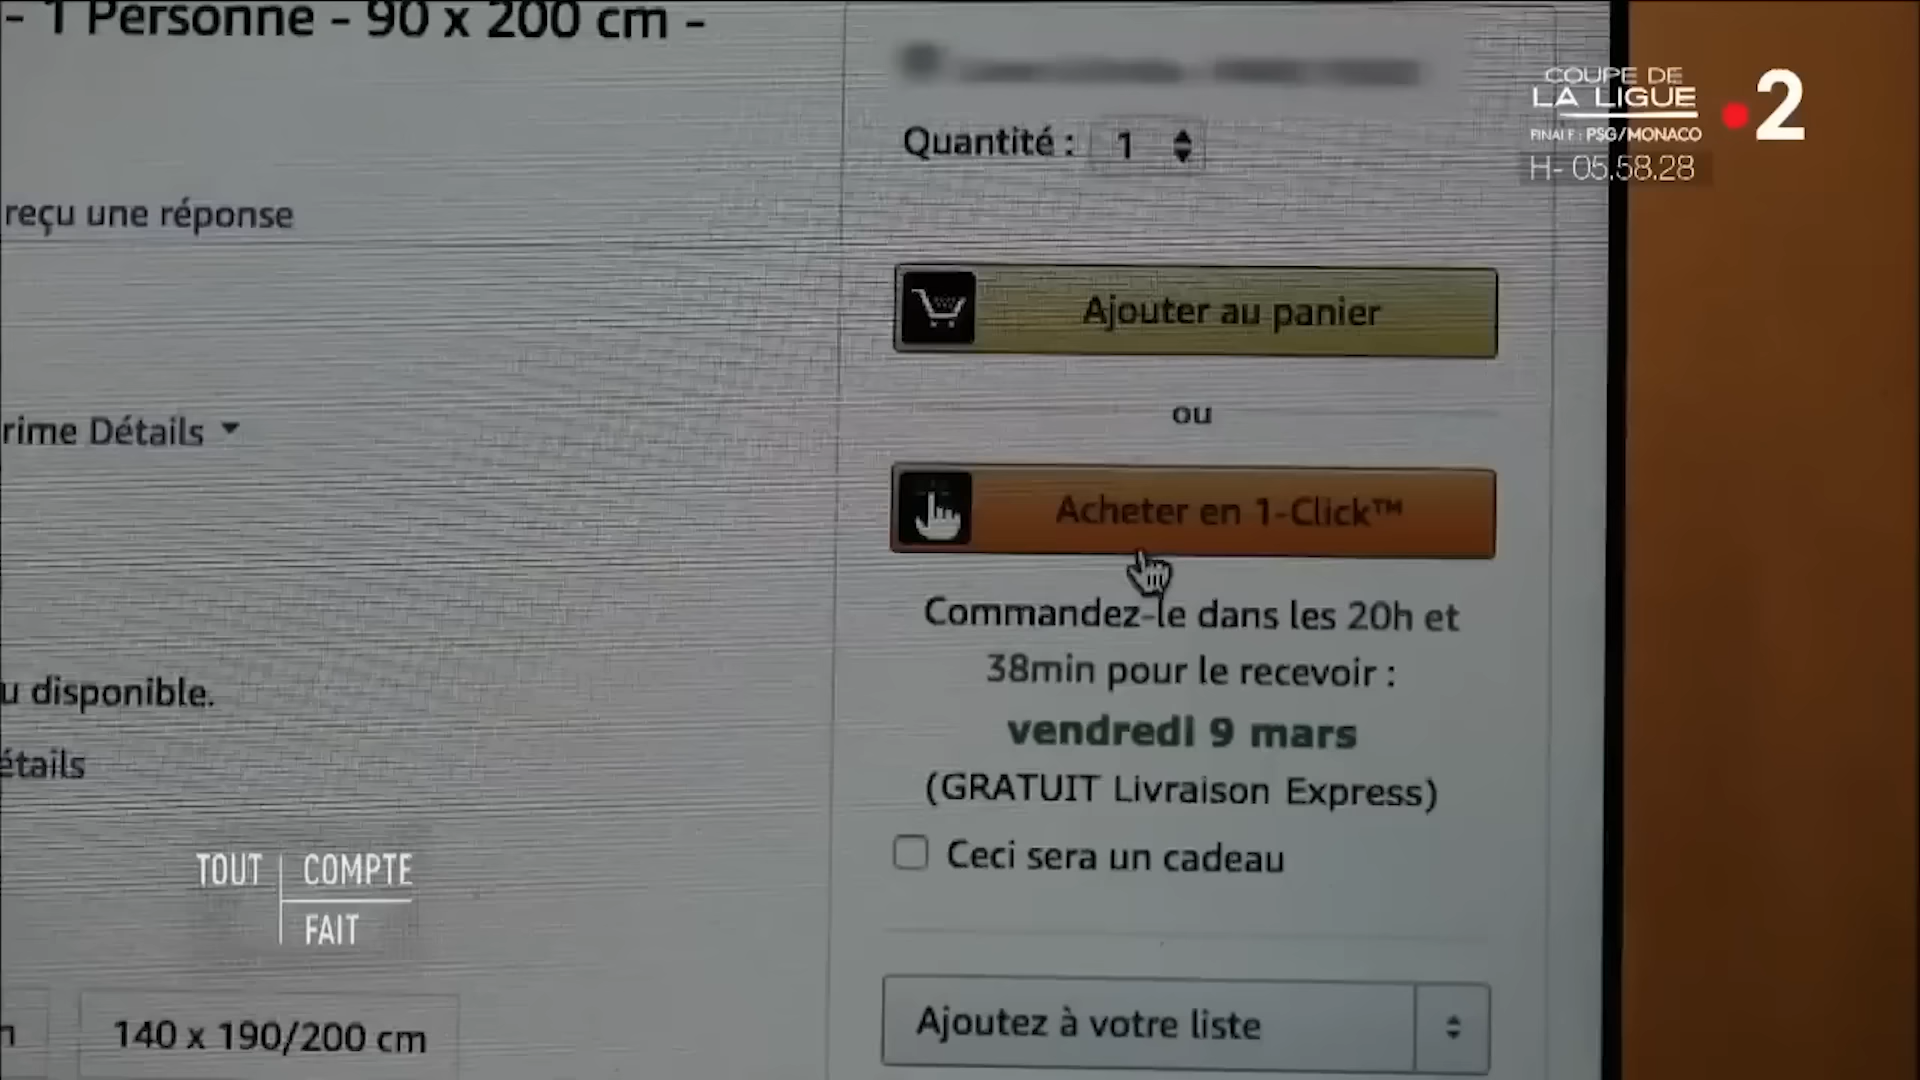 - 1 Personne - 90 x 200 cm -
COUPE DE
LA LIGUE
FINALE : PSG/MONACO
H- 05.58.28
2
Quantité : 1
reçu une réponse
Ajouter au panier
ou
rime Détails
Acheter en 1-Click™
Commandez-le dans les 20h et
38min pour le recevoir :
vendredi 9 mars
(GRATUIT Livraison Express)
u disponible.
étails
Ceci sera un cadeau
TOUT COMPTE
FAIT
Ajoutez à votre liste
140 x 190/200 cm